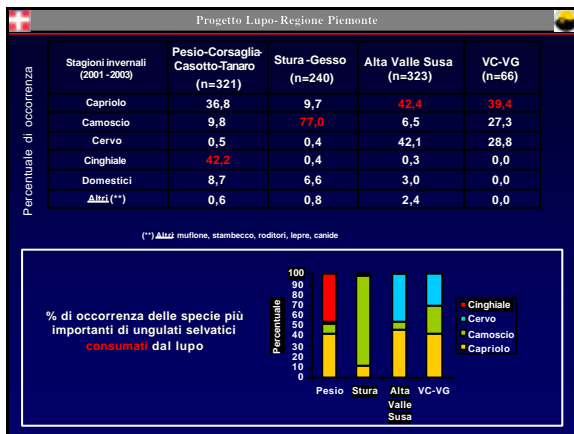 Progetto Lupo- Regione Piemonte
Percentuale di occorrenza
Stagioni invernali (2001 -2003) Pesio-Corsaglia-Casotto-Tanaro (n=321) Stura -Gesso (n=240) Alta Valle Susa (n=323) VC-VG (n=66)
Capriolo 36,8 9,7 42,4 39,4
Camoscio 9,8 77,0 6,5 27,3
Cervo 0,5 0,4 42,1 28,8
Cinghiale 42,2 0,4 0,3 0,0
Domestici 8,7 6,6 3,0 0,0
Altri (**) 0,6 0,8 2,4 0,0
(**) Altri: muflone, stambecco, roditori, lepre, canide
% di occorrenza delle specie più
importanti di ungulati selvatici
consumati dal lupo
Percentuale
100
90
80
70
60
50
40
30
20
10
0
Pesio Stura Alta Valle Susa VC-VG
Cinghiale
Cervo
Camoscio
Capriolo